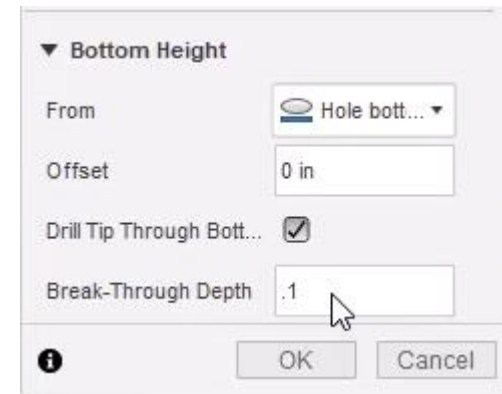 Bottom Height
From Hole bott...
Offset 0 in
Drill Tip Through Bott...
Break-Through Depth .1
OK Cancel